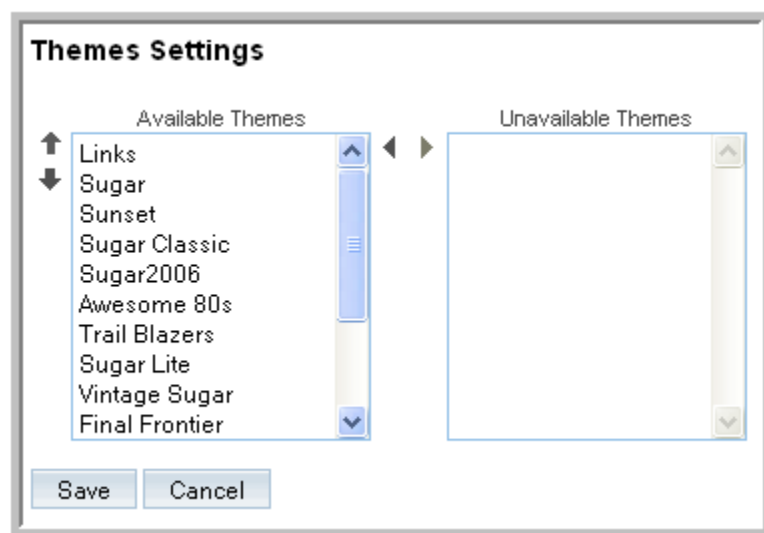 Themes Settings
Available Themes
Unavailable Themes
Links
Sugar
Sunset
Sugar Classic
Sugar2006
Awesome 80s
Trail Blazers
Sugar Lite
Vintage Sugar
Final Frontier
Save
Cancel